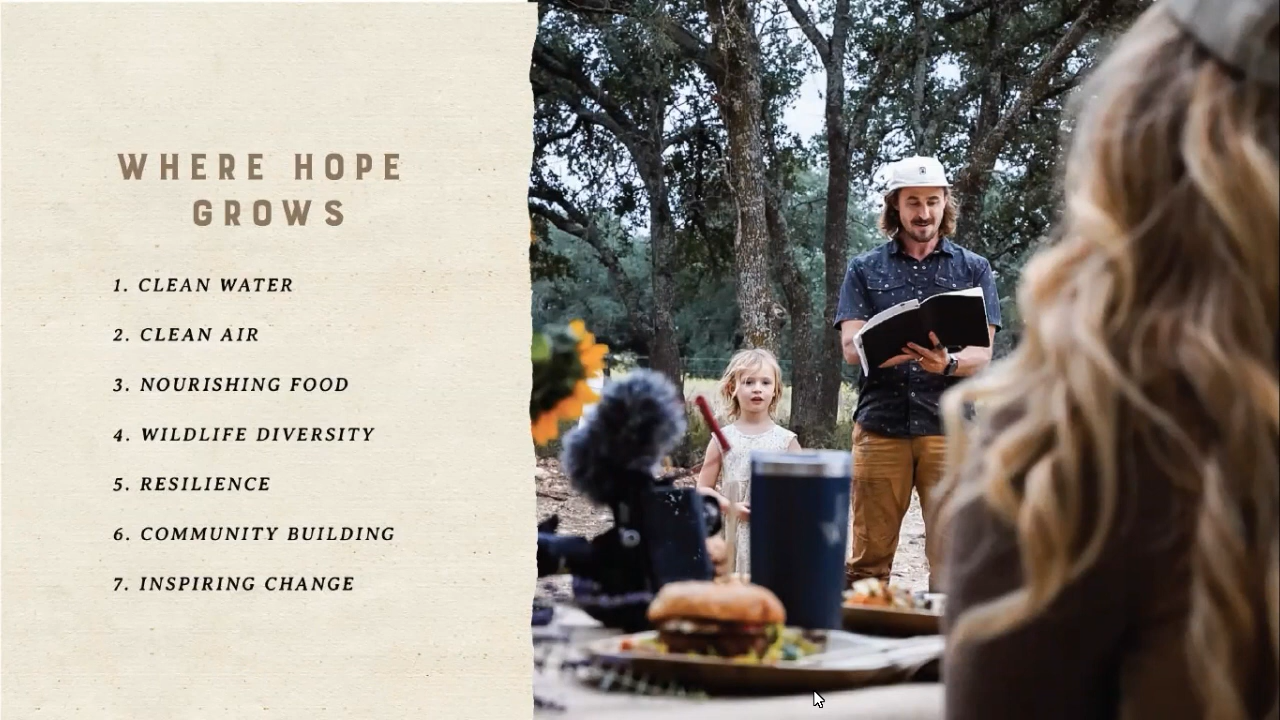 WHERE HOPE
GROWS
1. CLEAN WATER
2. CLEAN AIR
3. NOURISHING FOOD
4. WILDLIFE DIVERSITY
5. RESILIENCE
6. COMMUNITY BUILDING
7. INSPIRING CHANGE